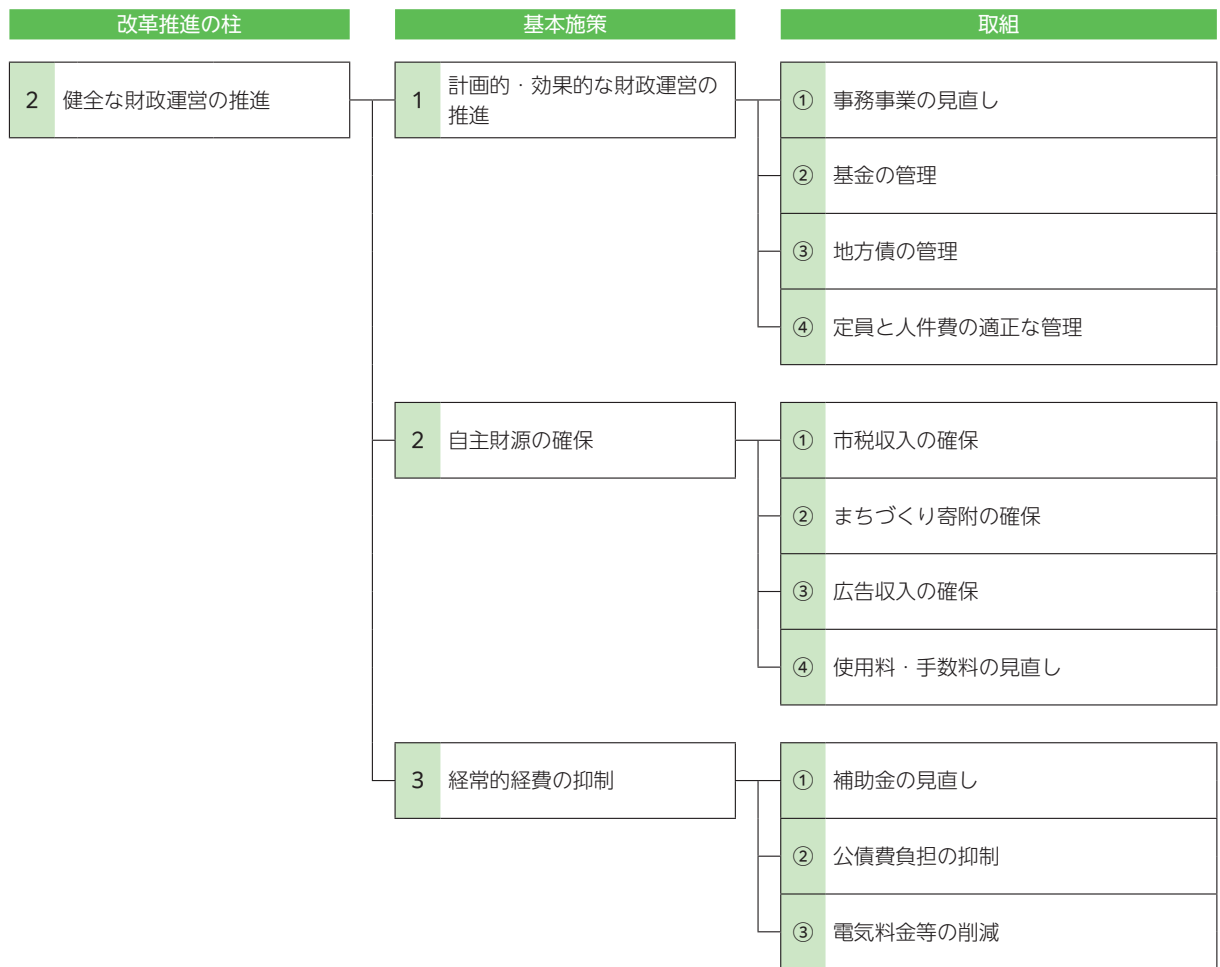 改革推進の柱
基本施策
取組
2 健全な財政運営の推進
1 計画的・効果的な財政運営の
推進
① 事務事業の見直し
② 基金の管理
③ 地方債の管理
④ 定員と人件費の適正な管理
2 自主財源の確保
① 市税収入の確保
② まちづくり寄附の確保
③ 広告収入の確保
④ 使用料・手数料の見直し
3 経常的経費の抑制
① 補助金の見直し
② 公債費負担の抑制
③ 電気料金等の削減